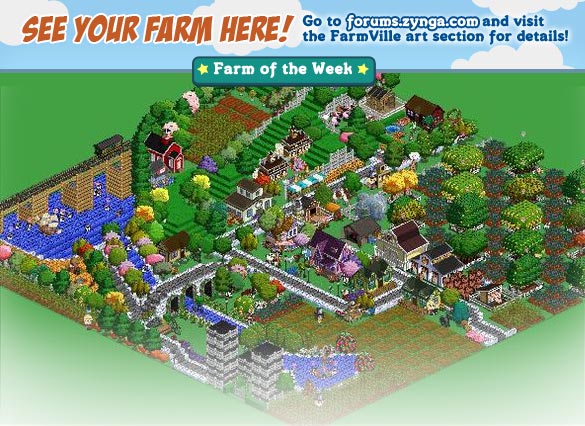 SEE YOUR FARM HERE!
Go to forums.zynga.com and visit
the FarmVille art section for details!
Farm of the Week